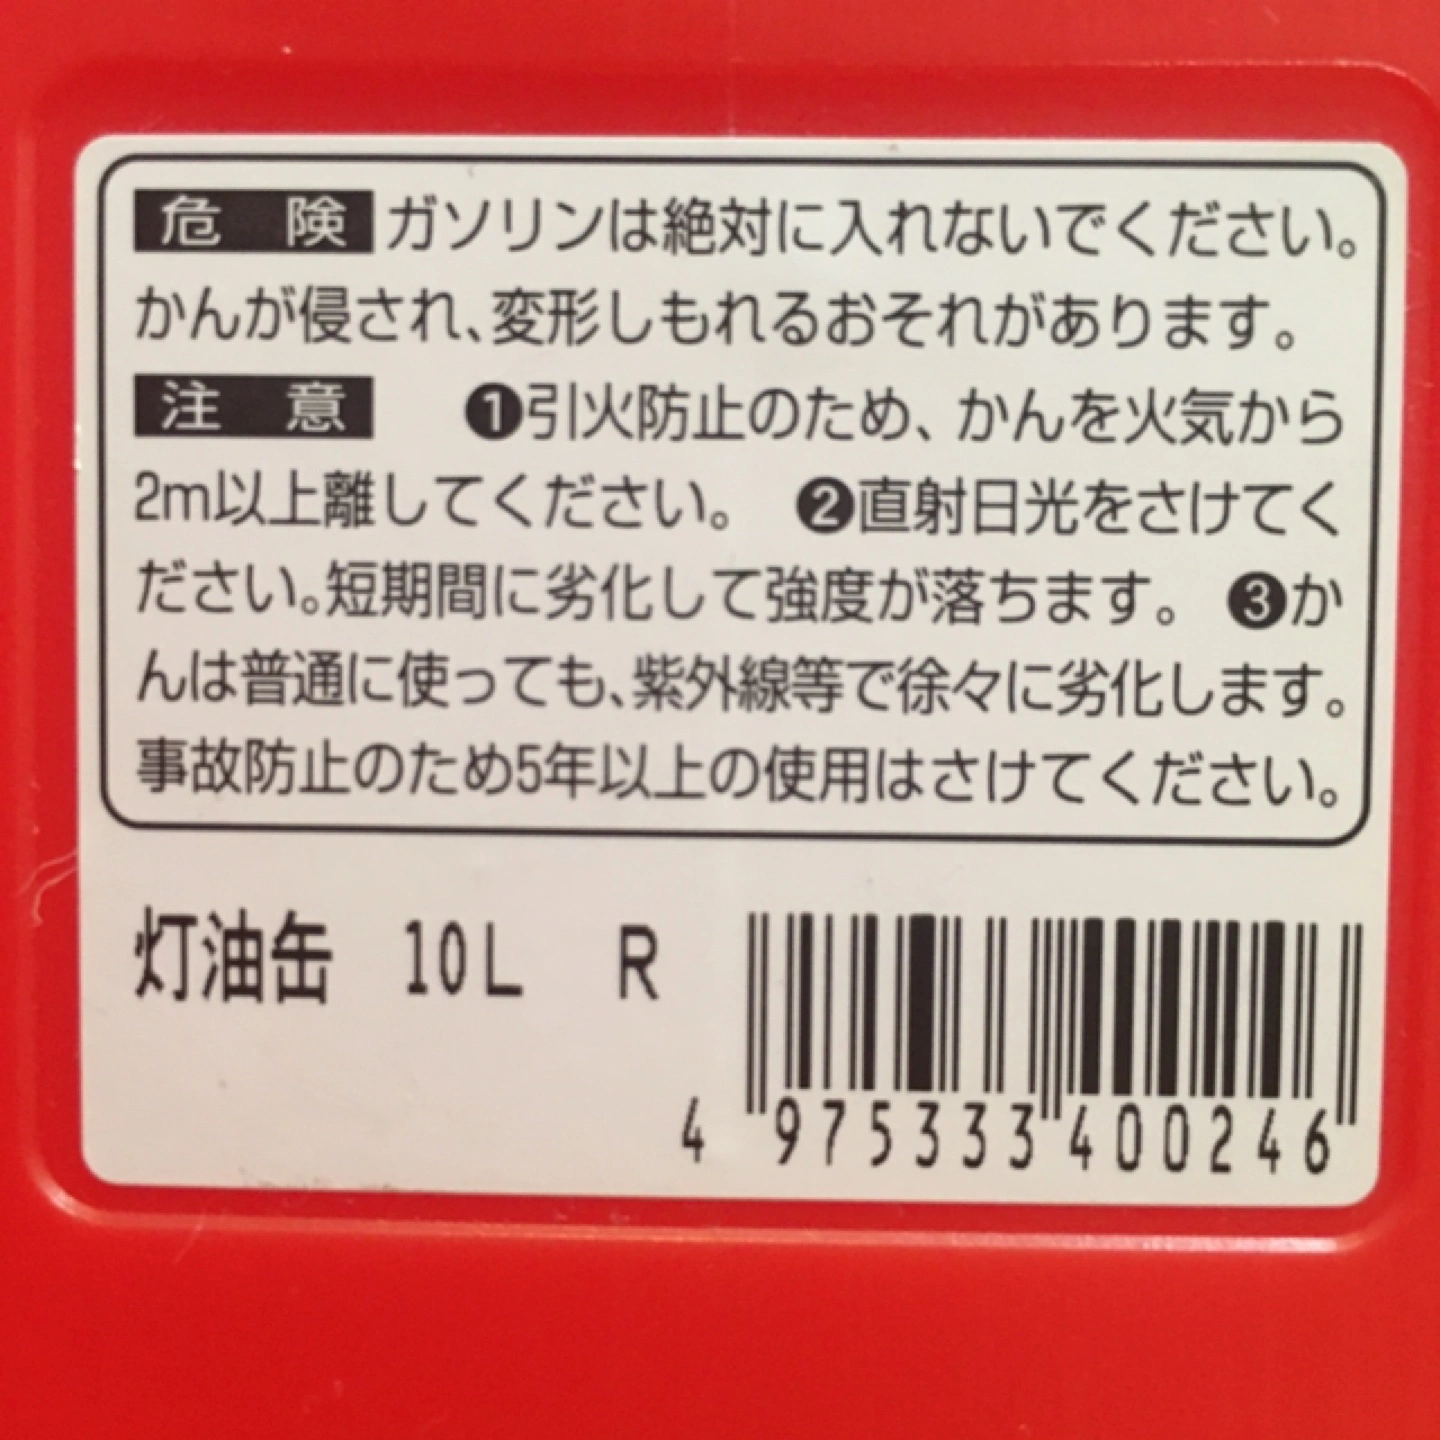 危 険 ガソリンは絶対に入れないでください。
かんが侵され、変形しもれるおそれがあります。
注 意 ❶引火防止のため、かんを火気から
2m以上離してください。 ❷直射日光をさけてく
ださい。短期間に劣化して強度が落ちます。 ❸か
んは普通に使っても、紫外線等で徐々に劣化します。
事故防止のため5年以上の使用はさけてください。
灯油缶 10L R
4 975333 400246